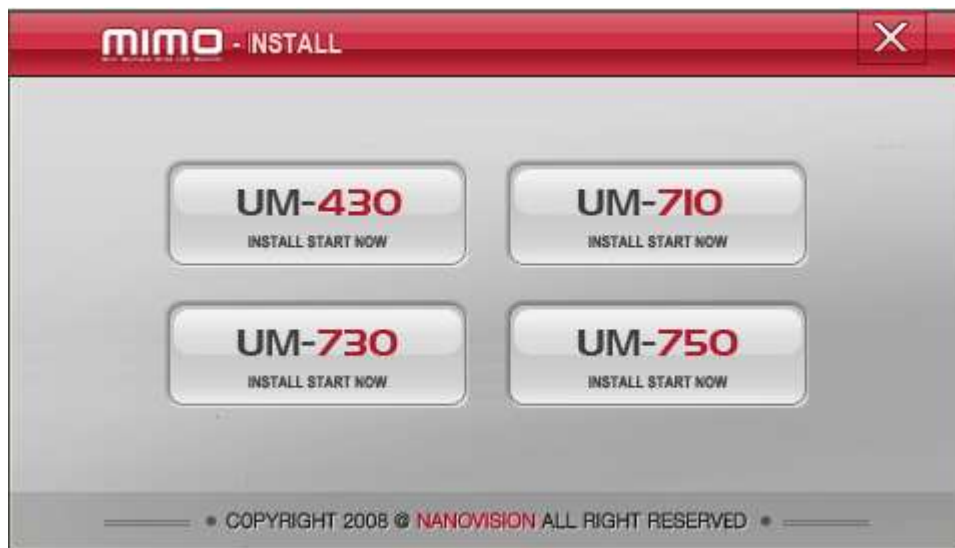 mimo - INSTALL
UM-430
INSTALL START NOW
UM-710
INSTALL START NOW
UM-730
INSTALL START NOW
UM-750
INSTALL START NOW
COPYRIGHT 2008 @ NANOVISION ALL RIGHT RESERVED